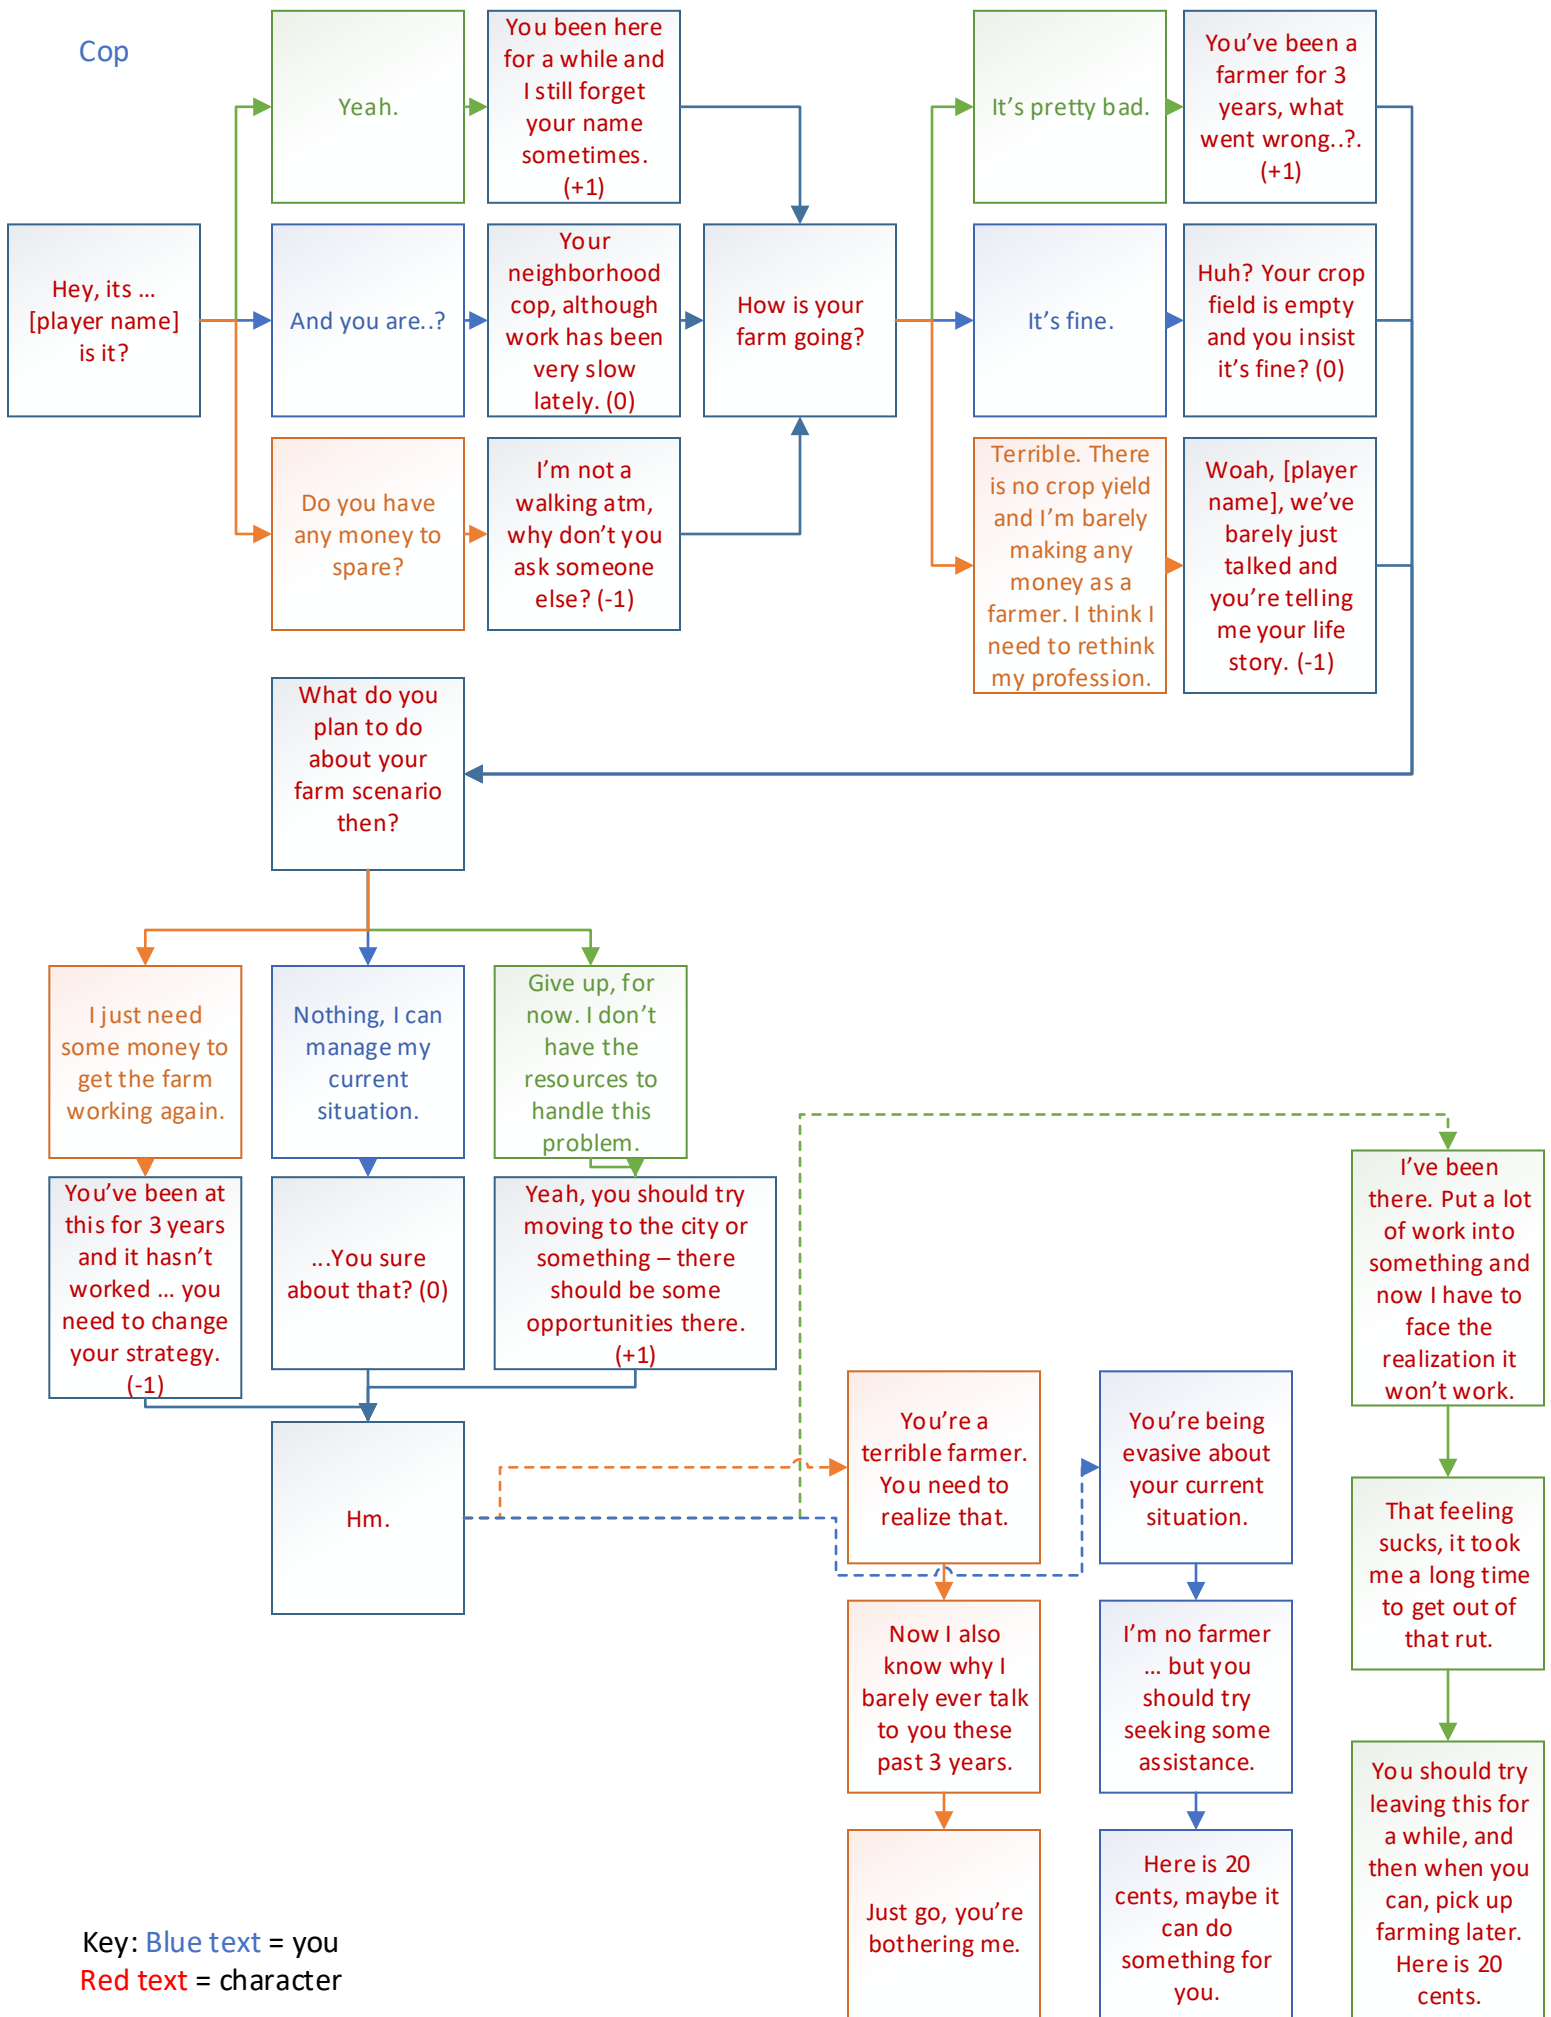 Cop
Hey, its …
[player name]
is it?
Yeah.
You been here
for a while and
I still forget
your name
sometimes.
(+1)
And you are..?
Your
neighborhood
cop, although
work has been
very slow
lately. (0)
Do you have
any money to
spare?
I’m not a
walking atm,
why don’t you
ask someone
else? (-1)
How is your
farm going?
It’s pretty bad.
You’ve been a
farmer for 3
years, what
went wrong..?.
(+1)
It’s fine.
Huh? Your crop
field is empty
and you insist
it’s fine? (0)
Terrible. There
is no crop yield
and I’m barely
making any
money as a
farmer. I think I
need to rethink
my profession.
Woah, [player
name], we’ve
barely just
talked and
you’re telling
me your life
story. (-1)
What do you
plan to do
about your
farm scenario
then?
I just need
some money to
get the farm
working again.
You’ve been at
this for 3 years
and it hasn’t
worked … you
need to change
your strategy.
(-1)
Nothing, I can
manage my
current
situation.
...You sure
about that? (0)
Give up, for
now. I don’t
have the
resources to
handle this
problem.
Yeah, you should try
moving to the city or
something – there
should be some
opportunities there.
(+1)
Hm.
You’re a
terrible farmer.
You need to
realize that.
Now I also
know why I
barely ever talk
to you these
past 3 years.
Just go, you’re
bothering me.
You’re being
evasive about
your current
situation.
I’m no farmer
… but you
should try
seeking some
assistance.
Here is 20
cents, maybe it
can do
something for
you.
I’ve been
there. Put a lot
of work into
something and
now I have to
face the
realization it
won’t work.
That feeling
sucks, it took
me a long time
to get out of
that rut.
You should try
leaving this for
a while, and
then when you
can, pick up
farming later.
Here is 20
cents.
Key: Blue text = you
Red text = character